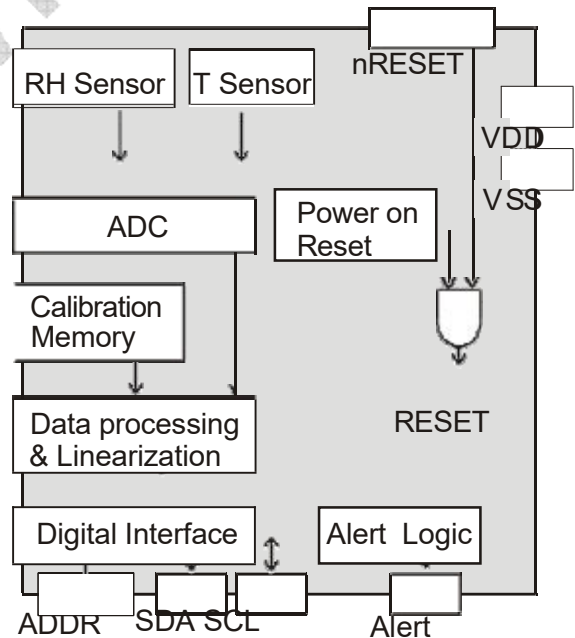 nRESET
RH Sensor
T Sensor
VDD
VSS
ADC
Power on
Reset
Calibration
Memory
Data processing
& Linearization
RESET
Digital Interface
Alert Logic
ADDR
SDA SCL
Alert